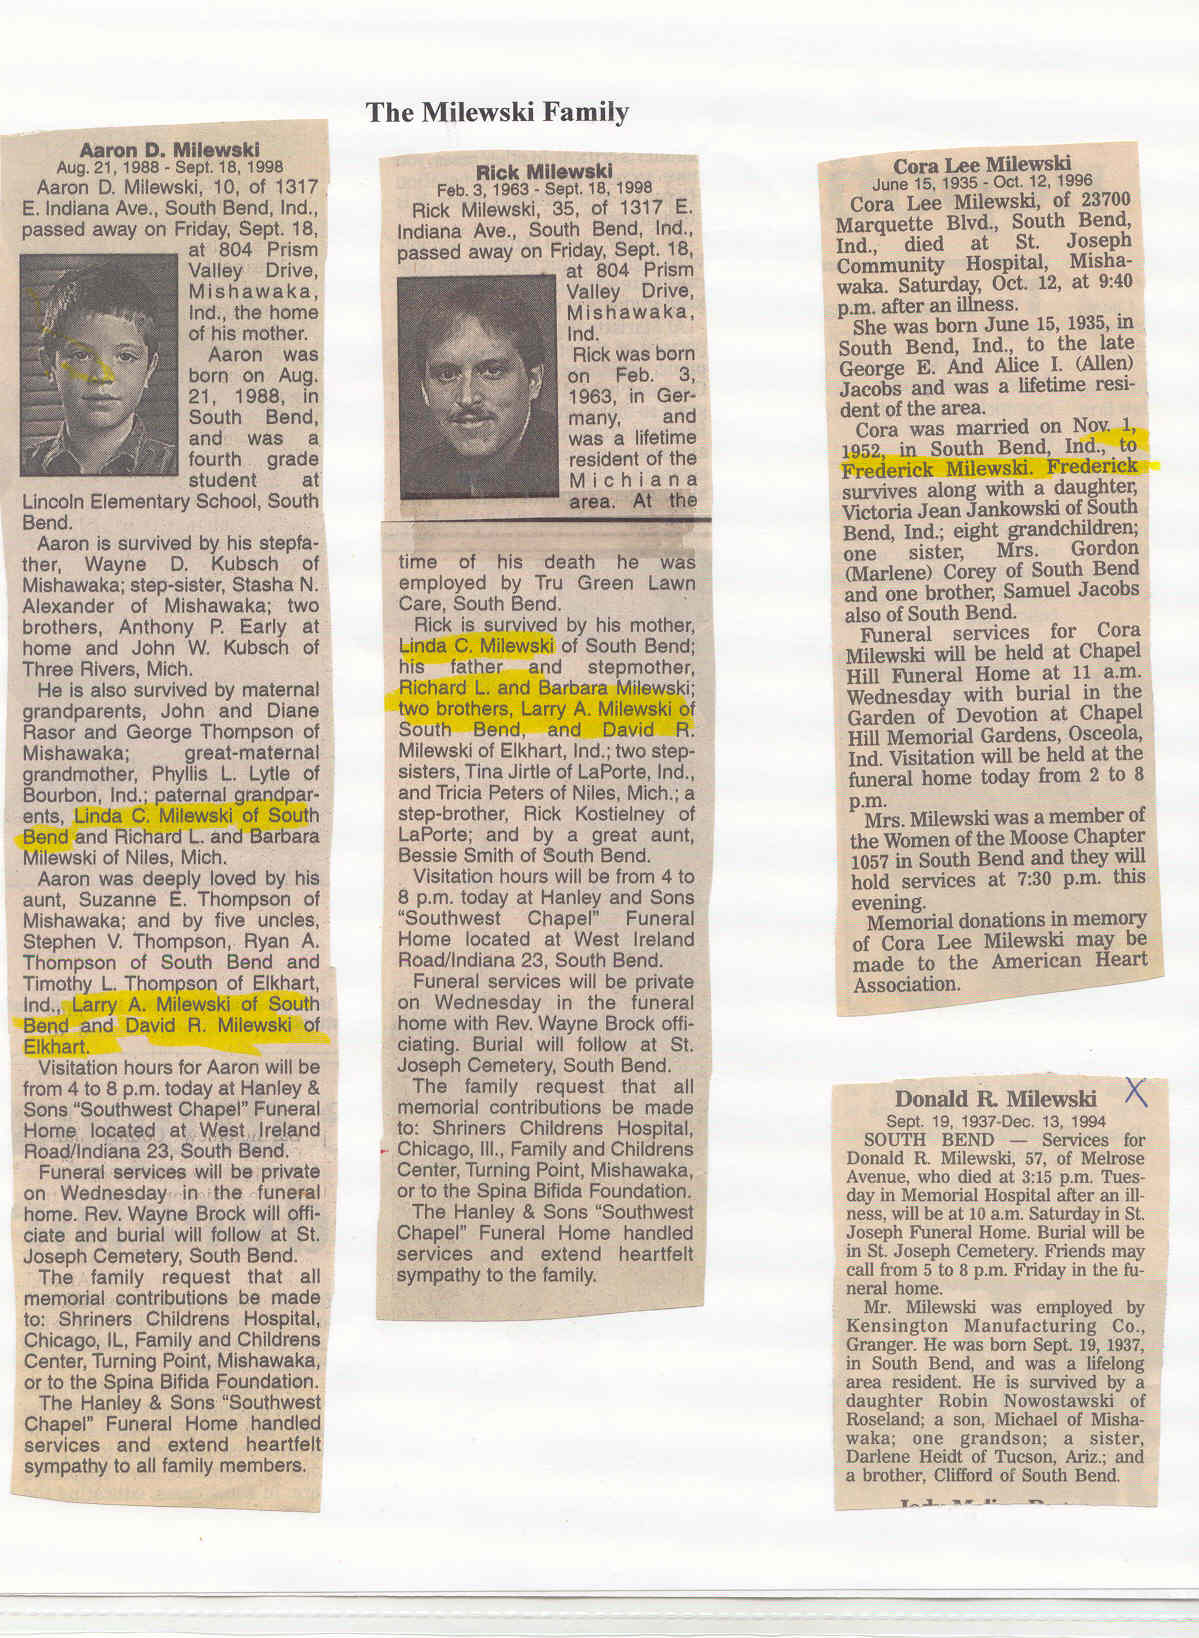 The Milewski Family
Aaron D. Milewski
Aug. 21, 1988 - Sept. 18, 1998
Aaron D. Milewski, 10, of 1317
E. Indiana Ave., South Bend, Ind.,
passed away on Friday, Sept. 18,
at 804 Prism
Valley Drive,
Mishawaka,
Ind., the home
of his mother.
Aaron was
born on Aug.
21, 1988, in
South Bend,
and was a
fourth grade
student at
Lincoln Elementary School, South
Bend.
Aaron is survived by his stepfa-
ther, Wayne D. Kubsch of
Mishawaka; step-sister, Stasha N.
Alexander of Mishawaka; two
brothers, Anthony P. Early at
home and John W. Kubsch of
Three Rivers, Mich.
He is also survived by maternal
grandparents, John and Diane
Rasor and George Thompson of
Mishawaka; great-maternal
grandmother, Phyllis L. Lytle of
Bourbon, Ind.; paternal grandpar-
ents, Linda C. Milewski of South
Bend and Richard L. and Barbara
Milewski of Niles, Mich.
Aaron was deeply loved by his
aunt, Suzanne E. Thompson of
Mishawaka; and by five uncles,
Stephen V. Thompson, Ryan A.
Thompson of South Bend and
Timothy L. Thompson of Elkhart,
Ind., Larry A. Milewski of South
Bend and David R. Milewski of
Elkhart.
Visitation hours for Aaron will be
from 4 to 8 p.m. today at Hanley &
Sons “Southwest Chapel” Funeral
Home located at West Ireland
Road/Indiana 23, South Bend.
Funeral services will be private
on Wednesday in the funeral
home. Rev. Wayne Brock will offi-
ciate and burial will follow at St.
Joseph Cemetery, South Bend.
The family request that all
memorial contributions be made
to: Shriners Childrens Hospital,
Chicago, IL, Family and Childrens
Center, Turning Point, Mishawaka,
or to the Spina Bifida Foundation.
The Hanley & Sons “Southwest
Chapel” Funeral Home handled
services and extend heartfelt
sympathy to all family members.
Rick Milewski
Feb. 3, 1963 - Sept. 18, 1998
Rick Milewski, 35, of 1317 E.
Indiana Ave., South Bend, Ind.,
passed away on Friday, Sept. 18,
at 804 Prism
Valley Drive,
Mishawaka,
Ind.
Rick was born
on Feb. 3,
1963, in Ger-
many, and
was a lifetime
resident of the
Michiana
area. At the
time of his death he was
employed by Tru Green Lawn
Care, South Bend.
Rick is survived by his mother,
Linda C. Milewski of South Bend;
his father and stepmother,
Richard L. and Barbara Milewski;
two brothers, Larry A. Milewski of
South Bend, and David R.
Milewski of Elkhart, Ind.; two step-
sisters, Tina Jirtle of LaPorte, Ind.,
and Tricia Peters of Niles, Mich.; a
step-brother, Rick Kostielney of
LaPorte; and by a great aunt,
Bessie Smith of South Bend.
Visitation hours will be from 4 to
8 p.m. today at Hanley and Sons
“Southwest Chapel” Funeral
Home located at West Ireland
Road/Indiana 23, South Bend.
Funeral services will be private
on Wednesday in the funeral
home with Rev. Wayne Brock offi-
ciating. Burial will follow at St.
Joseph Cemetery, South Bend.
The family request that all
memorial contributions be made
to: Shriners Childrens Hospital,
Chicago, Ill., Family and Childrens
Center, Turning Point, Mishawaka,
or to the Spina Bifida Foundation.
The Hanley & Sons “Southwest
Chapel” Funeral Home handled
services and extend heartfelt
sympathy to the family.
Cora Lee Milewski
June 15, 1935 - Oct. 12, 1996
Cora Lee Milewski, of 23700
Marquette Blvd., South Bend,
Ind., died at St. Joseph
Community Hospital, Misha-
waka. Saturday, Oct. 12, at 9:40
p.m. after an illness.
She was born June 15, 1935, in
South Bend, Ind., to the late
George E. And Alice I. (Allen)
Jacobs and was a lifetime resi-
dent of the area.
Cora was married on Nov. 1,
1952, in South Bend, Ind., to
Frederick Milewski. Frederick
survives along with a daughter,
Victoria Jean Jankowski of South
Bend, Ind.; eight grandchildren;
one sister, Mrs. Gordon
(Marlene) Corey of South Bend
and one brother, Samuel Jacobs
also of South Bend.
Funeral services for Cora
Milewski will be held at Chapel
Hill Funeral Home at 11 a.m.
Wednesday with burial in the
Garden of Devotion at Chapel
Hill Memorial Gardens, Osceola,
Ind. Visitation will be held at the
funeral home today from 2 to 8
p.m.
Mrs. Milewski was a member of
the Women of the Moose Chapter
1057 in South Bend and they will
hold services at 7:30 p.m. this
evening.
Memorial donations in memory
of Cora Lee Milewski may be
made to the American Heart
Association.
Donald R. Milewski X
Sept. 19, 1937-Dec. 13, 1994
SOUTH BEND — Services for
Donald R. Milewski, 57, of Melrose
Avenue, who died at 3:15 p.m. Tues-
day in Memorial Hospital after an ill-
ness, will be at 10 a.m. Saturday in St.
Joseph Funeral Home. Burial will be
in St. Joseph Cemetery. Friends may
call from 5 to 8 p.m. Friday in the fu-
neral home.
Mr. Milewski was employed by
Kensington Manufacturing Co.,
Granger. He was born Sept. 19, 1937,
in South Bend, and was a lifelong
area resident. He is survived by a
daughter Robin Nowostawski of
Roseland; a son, Michael of Misha-
waka; one grandson; a sister,
Darlene Heidt of Tucson, Ariz.; and
a brother, Clifford of South Bend.